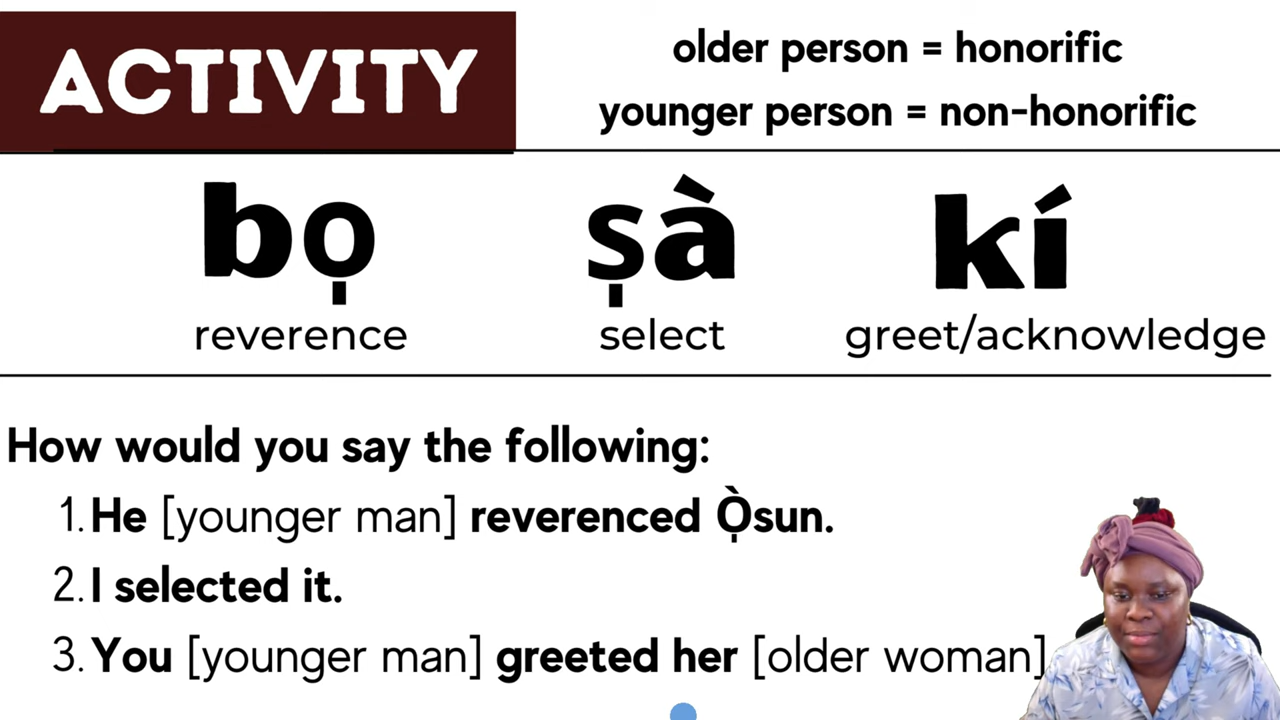 ACTIVITY
older person = honorific
younger person = non-honorific
bọ
ṣà
kí
reverence
select
greet/acknowledge
How would you say the following:
1. He [younger man] reverenced Ọ̀sun.
2. I selected it.
3. You [younger man] greeted her [older woman]